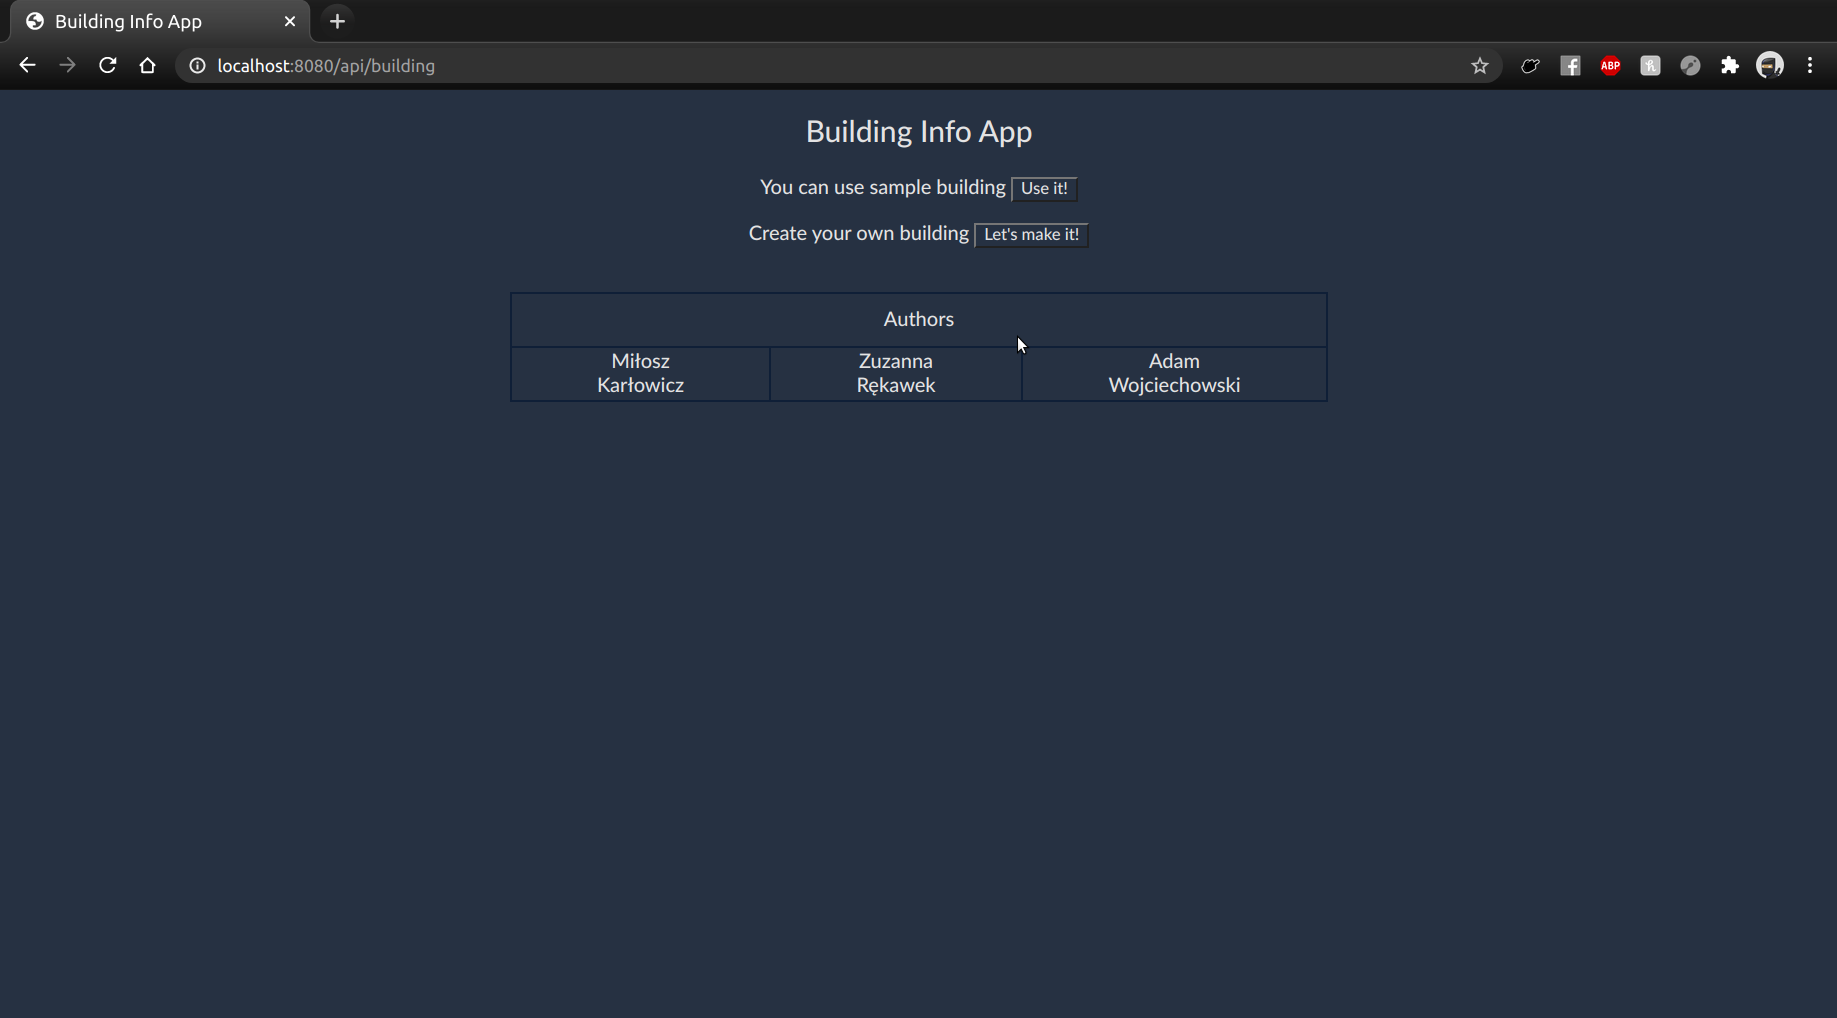 Building Info App
localhost:8080/api/building
ABP
Building Info App
You can use sample building Use it!
Create your own building Let's make it!
Authors
Miłosz Karłowicz
Zuzanna Rękawek
Adam Wojciechowski